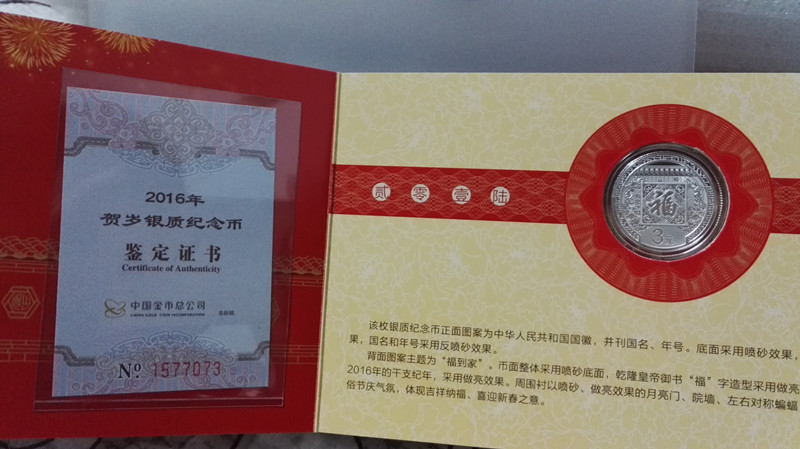 2016年
贺岁银质纪念币
鉴定证书
Certificate of Authenticity
中国金币总公司
CHINA GOLD COIN INCORPORATION
No 1577073
贰零壹陆
福
3元
该枚银质纪念币正面图案为中华人民共和国国徽，并刊国名、年号。底面采用喷砂效果，
果，国名和年号采用反喷砂效果。
背面图案主题为“福到家”，币面整体采用喷砂底面，乾隆皇帝御书“福”字造型采用做亮
2016年的干支纪年，采用做亮效果。周围衬以喷砂、做亮效果的月亮门、院墙、左右对称蝙蝠
俗节庆气氛，体现吉祥纳福、喜迎新春之意。